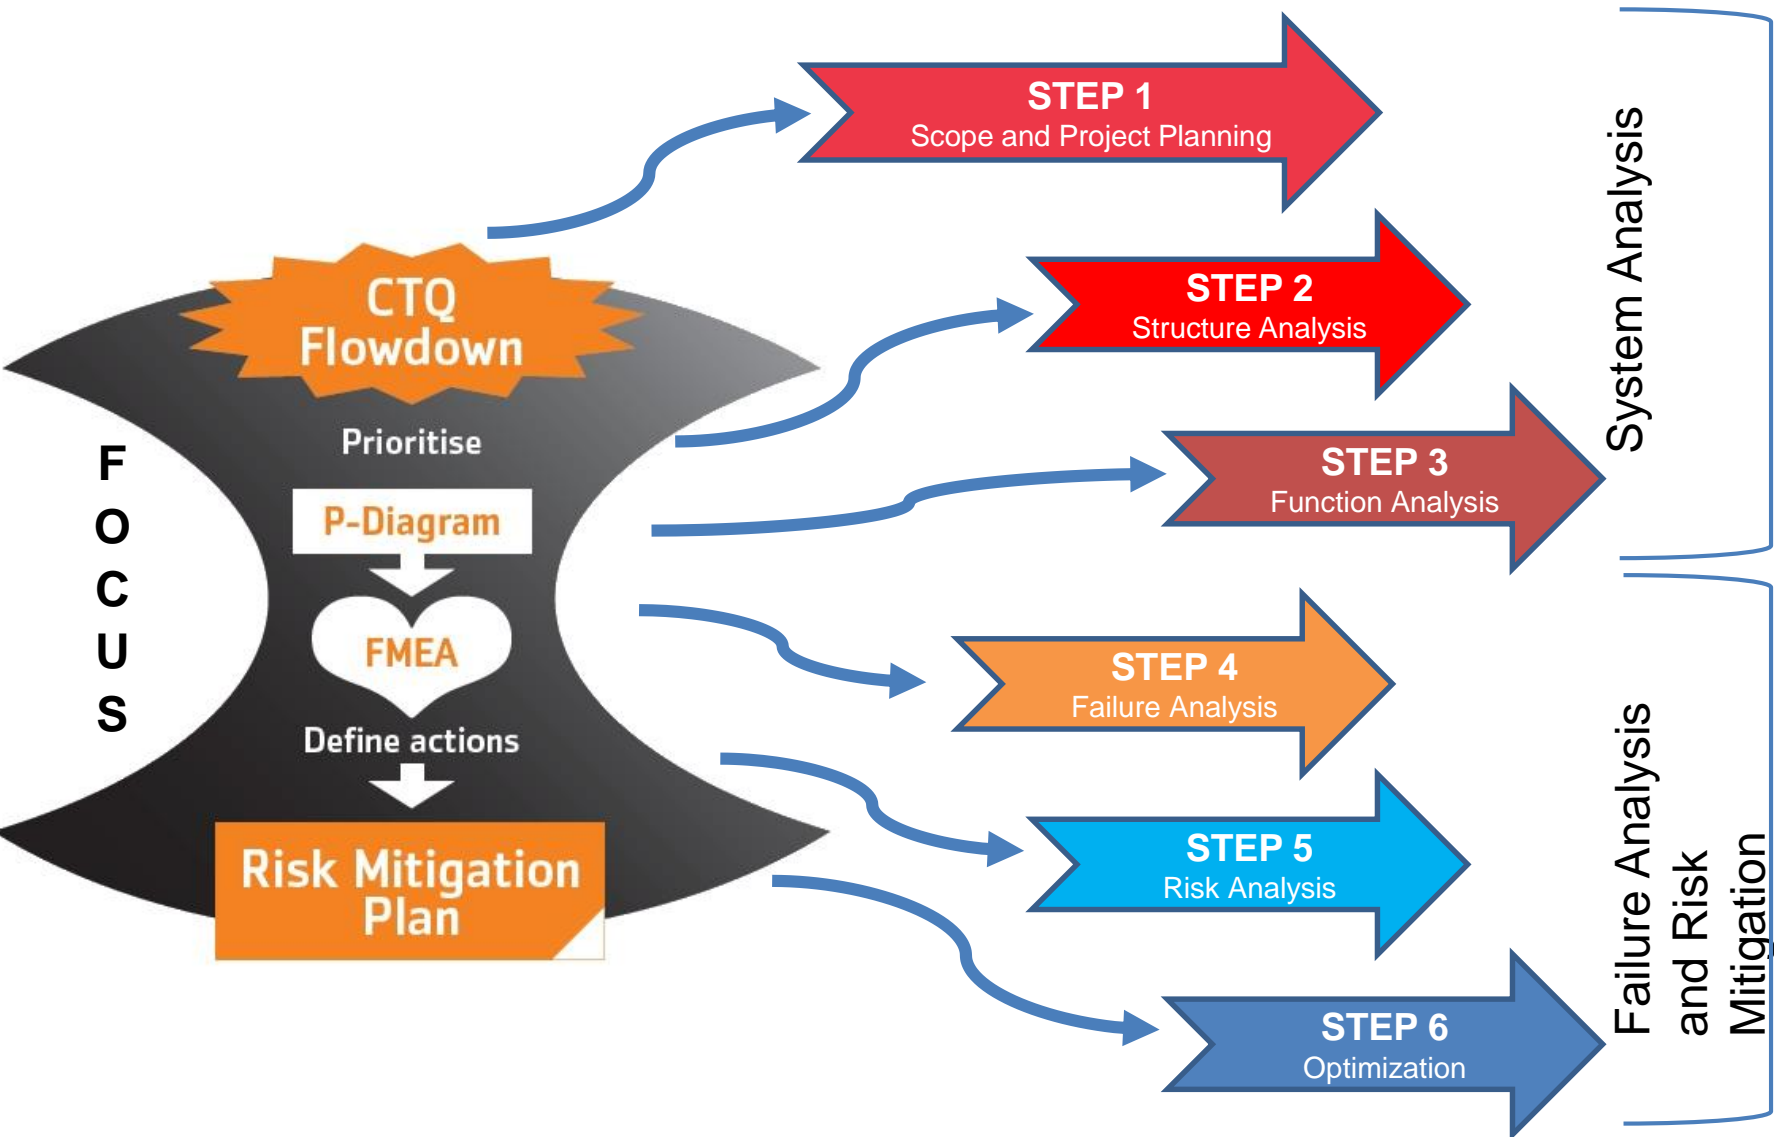 FOCUS
CTQ
Flowdown
Prioritise
P-Diagram
FMEA
Define actions
Risk Mitigation
Plan
STEP 1
Scope and Project Planning
STEP 2
Structure Analysis
STEP 3
Function Analysis
STEP 4
Failure Analysis
STEP 5
Risk Analysis
STEP 6
Optimization
System Analysis
Failure Analysis
and Risk
Mitigation